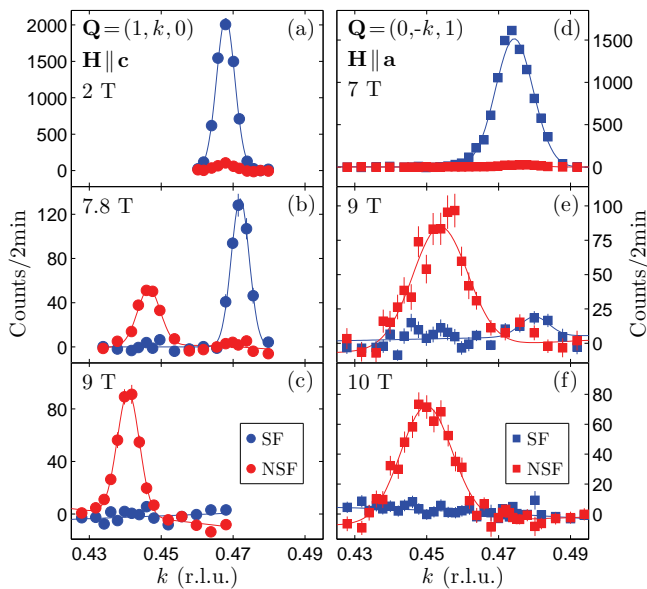 Q=(1, k, 0)
(a)
H || c
2 T
2000
1500
1000
500
0
Q=(0,-k, 1)
(d)
H || a
7 T
1500
1000
500
0
Counts/2min
7.8 T
(b)
120
80
40
0
9 T
(e)
100
75
50
25
0
Counts/2min
9 T
(c)
80
40
0
SF
NSF
10 T
(f)
80
60
40
20
0
SF
NSF
0.43 0.45 0.47 0.49
k (r.l.u.)
0.43 0.45 0.47 0.49
k (r.l.u.)